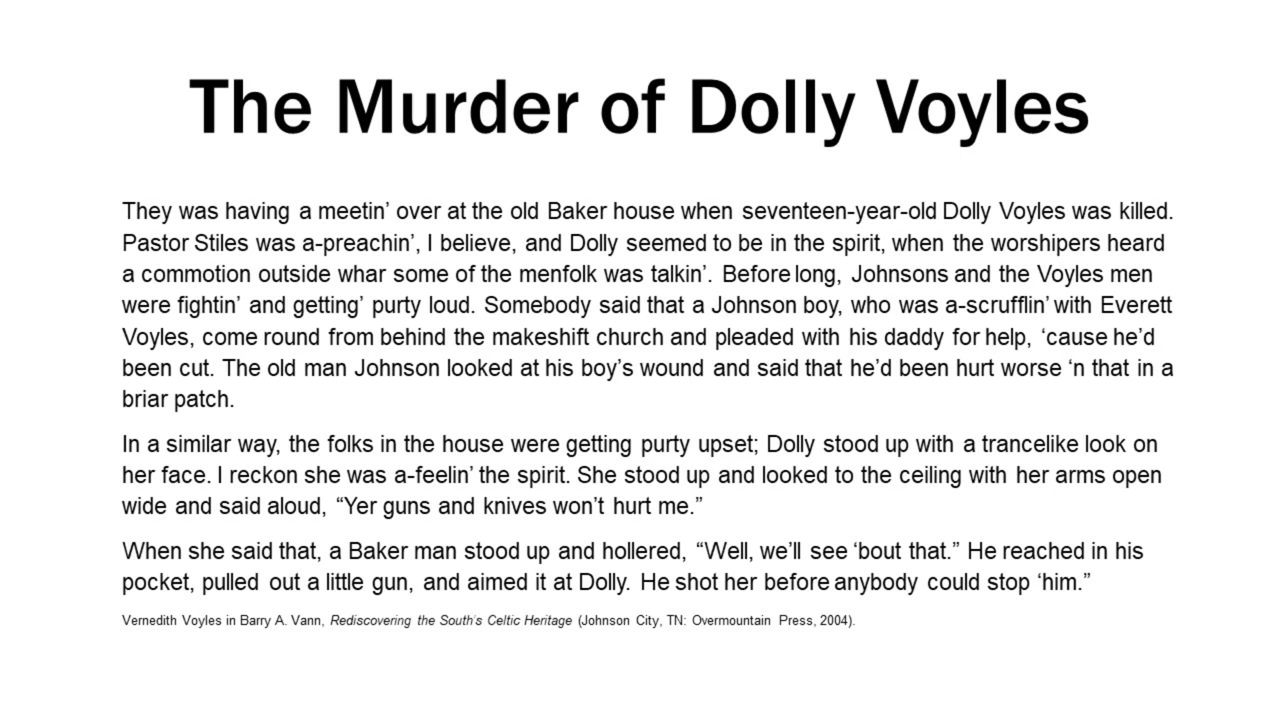 The Murder of Dolly Voyles
They was having a meetin’ over at the old Baker house when seventeen-year-old Dolly Voyles was killed.
Pastor Stiles was a-preachin’, I believe, and Dolly seemed to be in the spirit, when the worshipers heard
a commotion outside whar some of the menfolk was talkin’. Before long, Johnsons and the Voyles men
were fightin’ and getting’ purty loud. Somebody said that a Johnson boy, who was a-scrufflin’ with Everett
Voyles, come round from behind the makeshift church and pleaded with his daddy for help, ‘cause he’d
been cut. The old man Johnson looked at his boy’s wound and said that he’d been hurt worse ‘n that in a
briar patch.
In a similar way, the folks in the house were getting purty upset; Dolly stood up with a trancelike look on
her face. I reckon she was a-feelin’ the spirit. She stood up and looked to the ceiling with her arms open
wide and said aloud, “Yer guns and knives won’t hurt me.”
When she said that, a Baker man stood up and hollered, “Well, we’ll see ‘bout that.” He reached in his
pocket, pulled out a little gun, and aimed it at Dolly. He shot her before anybody could stop ‘him.”
Vernedith Voyles in Barry A. Vann, Rediscovering the South’s Celtic Heritage (Johnson City, TN: Overmountain Press, 2004).